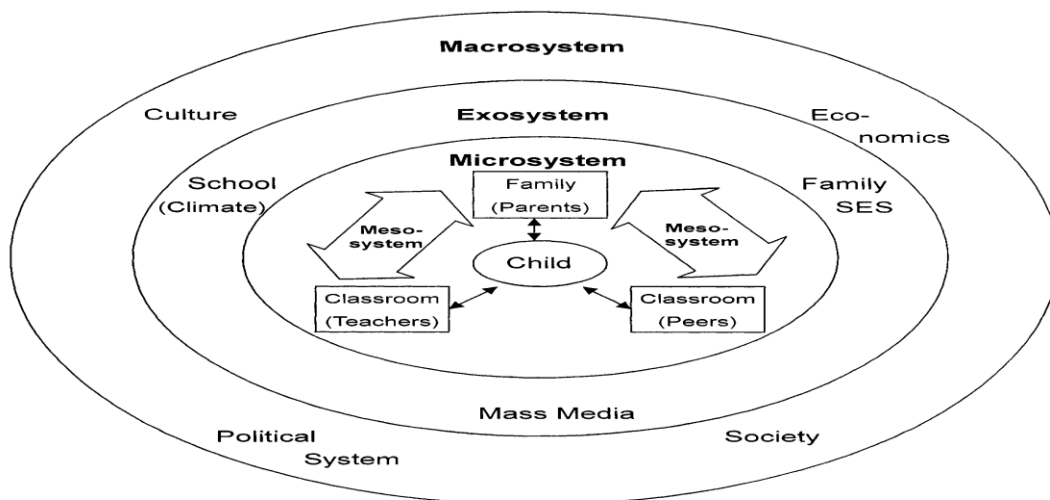 Macrosystem
Culture
Exosystem
Eco-
nomics
Microsystem
School
(Climate)
Family
(Parents)
Family
SES
Meso-
system
Meso-
system
Child
Classroom
(Teachers)
Classroom
(Peers)
Mass Media
Political
System
Society